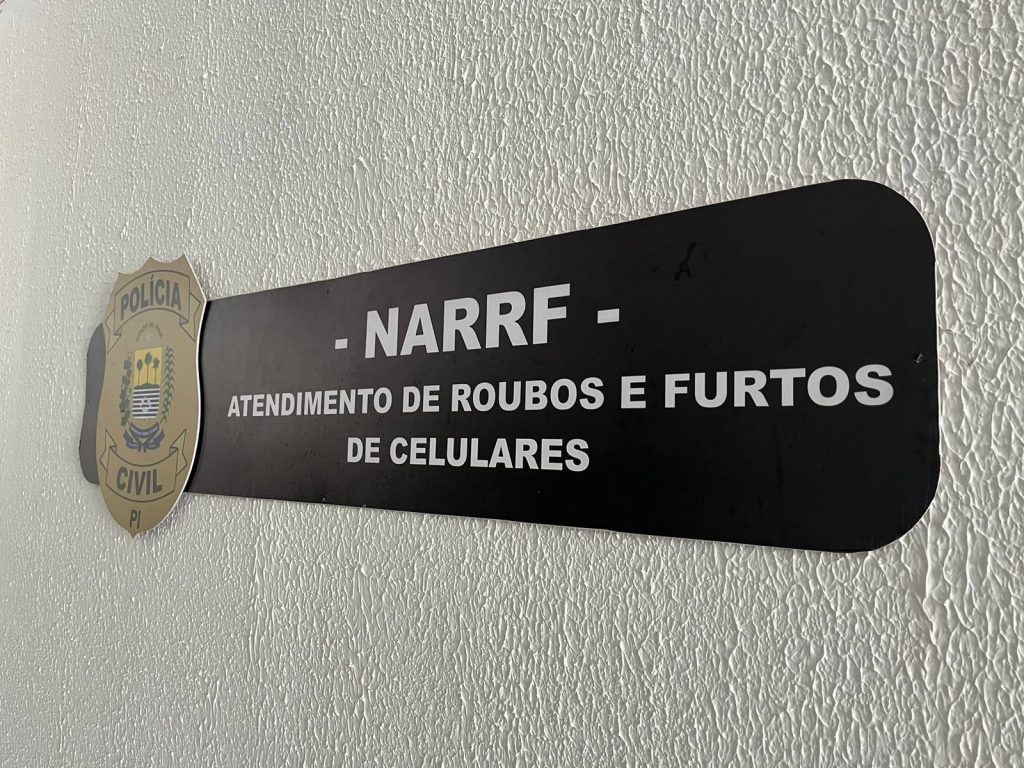 POLÍCIA
CIVIL
PI
- NARRF -
ATENDIMENTO DE ROUBOS E FURTOS
DE CELULARES